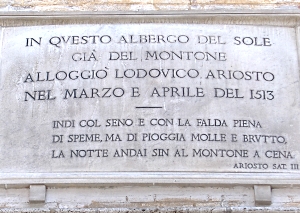 IN QVESTO ALBERGO DEL SOLE
GIÀ DEL MONTONE
ALLOGGIÒ LODOVICO ARIOSTO
NEL MARZO E APRILE DEL 1513
INDI COL SENO E CON LA FALDA PIENA
DI SPEME, MA DI PIOGGIA MOLLE E BRVTTO,
LA NOTTE ANDAI SIN AL MONTONE A CENA.
ARIOSTO SAT. III